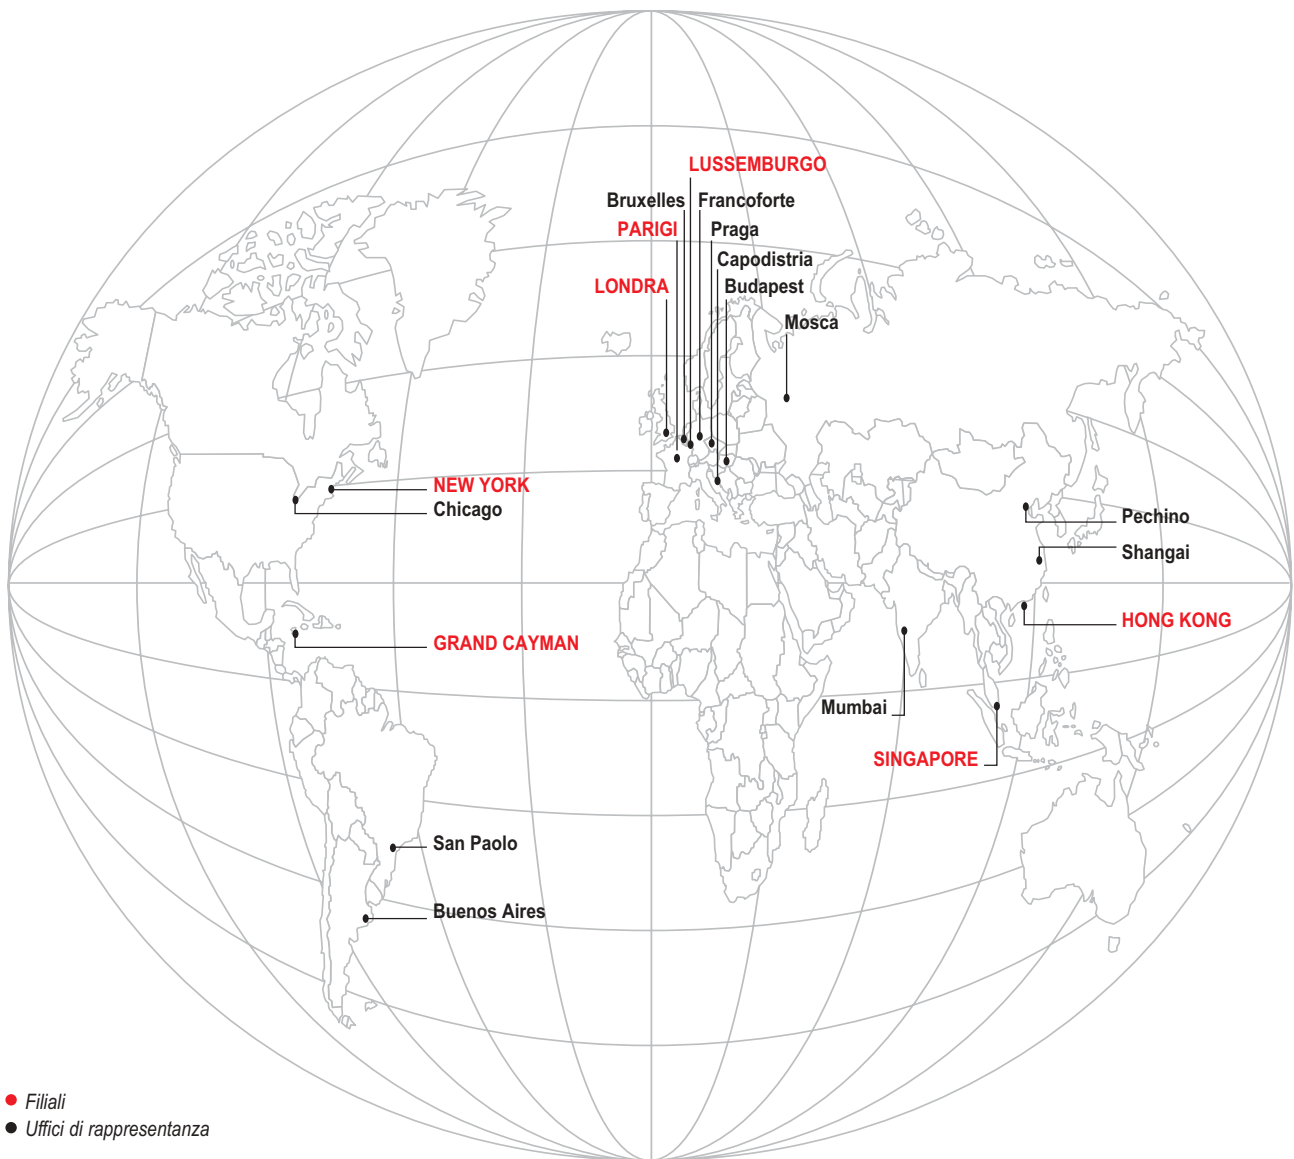 LUSSEMBURGO
Bruxelles
Francoforte
PARIGI
Praga
Capodistria
LONDRA
Budapest
Mosca
NEW YORK
Chicago
Pechino
Shangai
HONG KONG
GRAND CAYMAN
Mumbai
SINGAPORE
San Paolo
Buenos Aires
Filiali
Uffici di rappresentanza